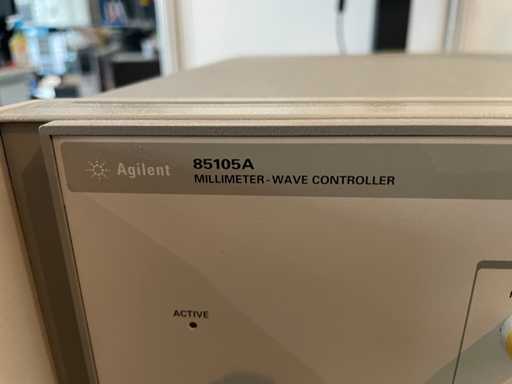 Agilent
85105A
MILLIMETER-WAVE CONTROLLER
ACTIVE